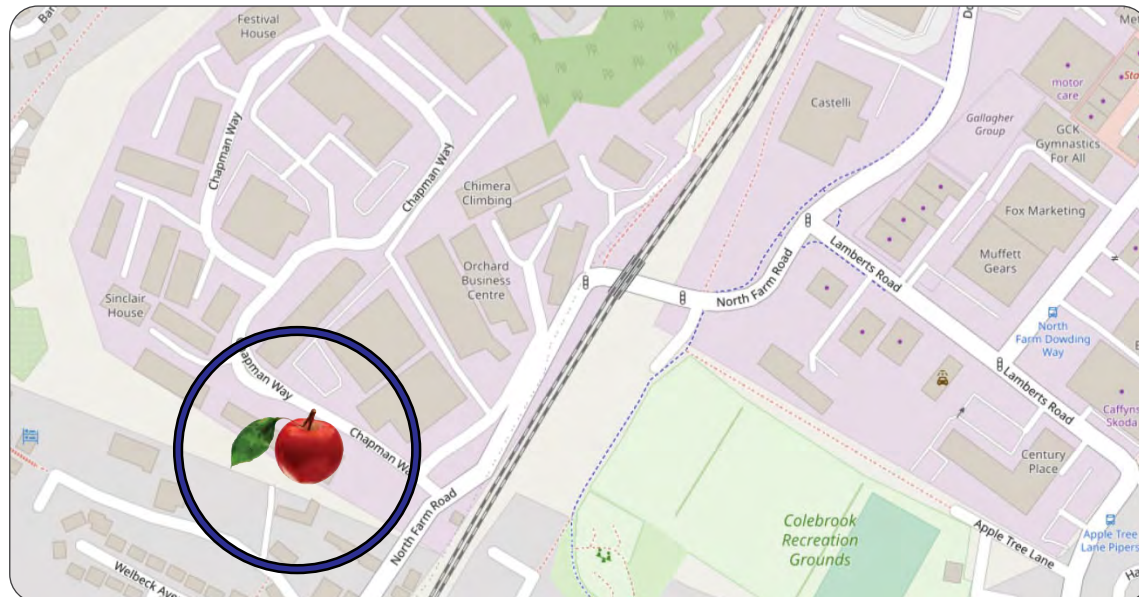 Festival
House
Chapman Way
Chapman Way
Chimera
Climbing
Orchard
Business
Centre
Sinclair
House
Chapman Way
North Farm Road
Welbeck
Castelli
motor
care
Gallagher
Group
GCK
Gymnastics
For All
Fox Marketing
Muffett
Gears
Lamberts Road
North Farm Road
North
Farm Dowding
Way
Lamberts Road
Caffyns
Skoda
Century
Place
Colebrook
Recreation
Grounds
Apple Tree Lane
Apple Tree
Lane Pipers